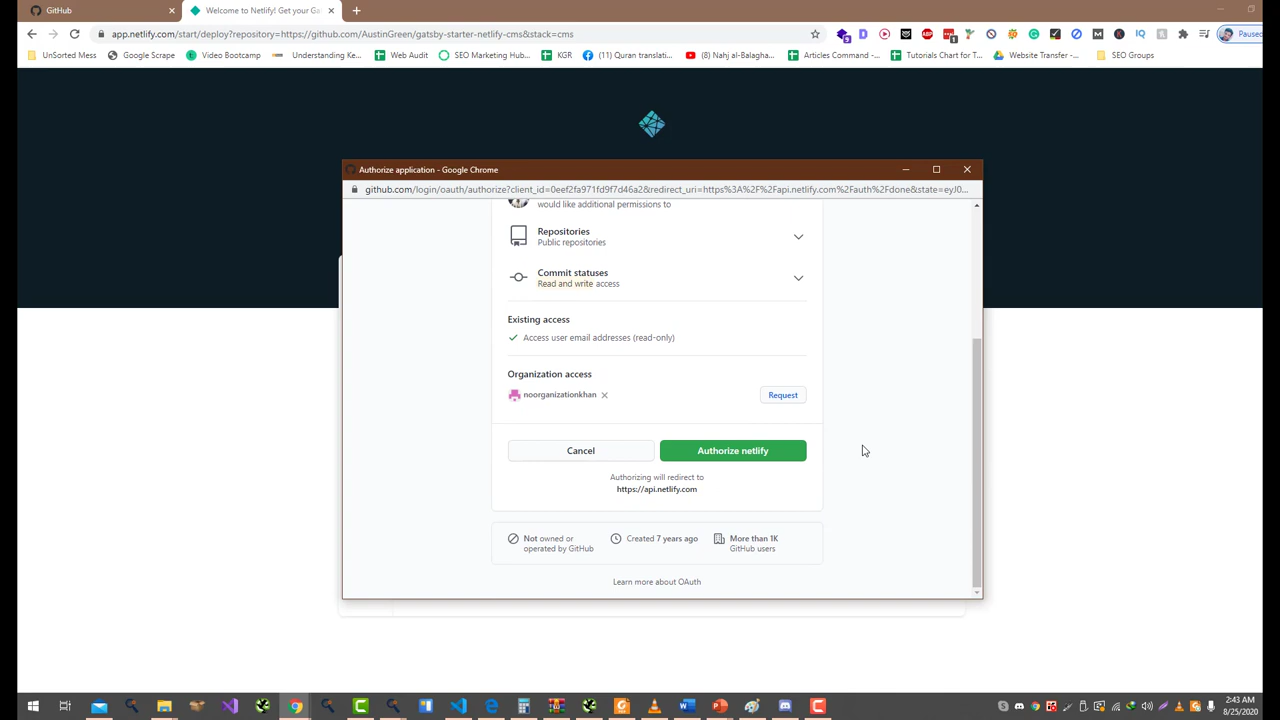 GitHub
Welcome to Netlify! Get your Ga
app.netlify.com/start/deploy?repository=https://github.com/AustinGreen/gatsby-starter-netlify-cms&stack=cms
Paused
UnSorted Mess
Google Scrape
Video Bootcamp
Understanding Ke...
Web Audit
SEO Marketing Hub...
KGR
(11) Quran translati...
(8) Nahj al-Balagha...
Articles Command -...
Tutorials Chart for T...
Website Transfer -...
SEO Groups
Authorize application - Google Chrome
github.com/login/oauth/authorize?client_id=0eef2fa971fd9f7d46a2&redirect_uri=https%3A%2F%2Fapi.netlify.com%2Fauth%2Fdone&state=eyJ0...
would like additional permissions to
Repositories
Public repositories
Commit statuses
Read and write access
Existing access
Access user email addresses (read-only)
Organization access
noorganizationkhan
Request
Cancel
Authorize netlify
Authorizing will redirect to
https://api.netlify.com
Not owned or
operated by GitHub
Created 7 years ago
More than 1K
GitHub users
Learn more about OAuth
2:43 AM
8/25/2020